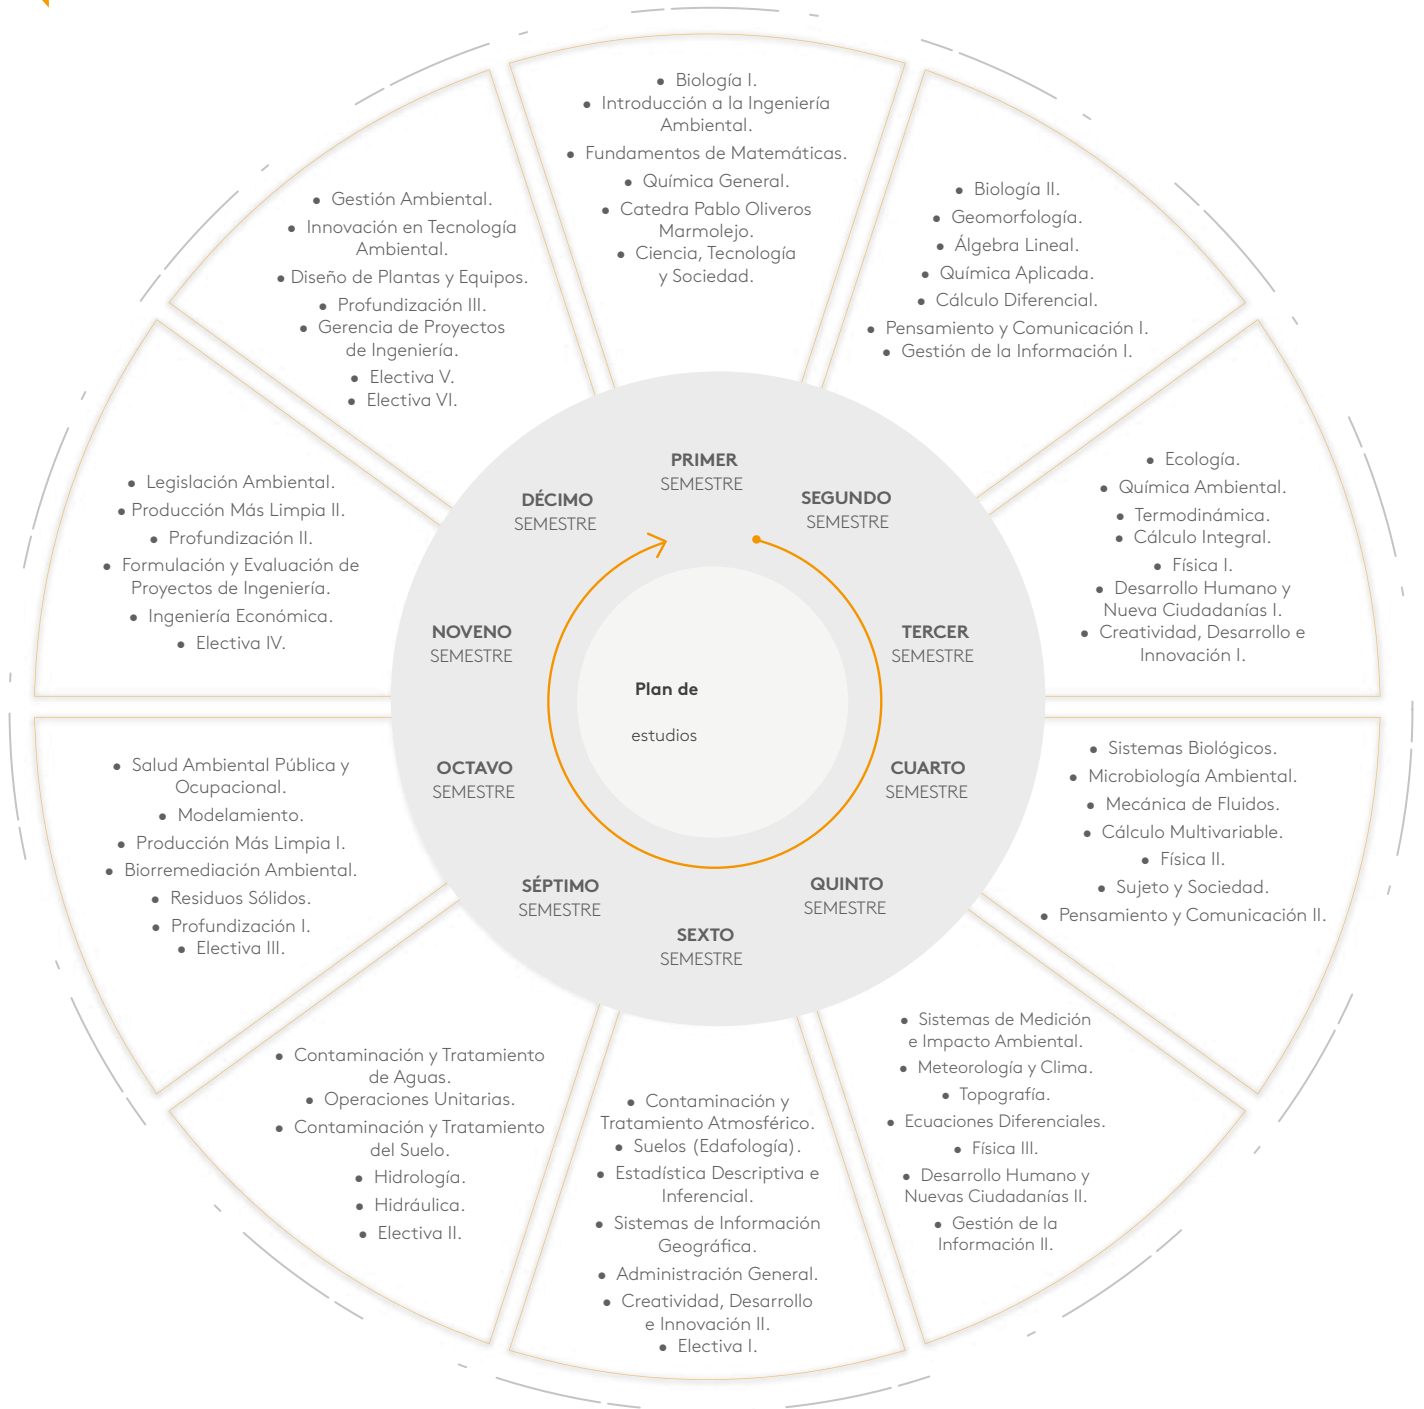 Plan de
estudios
PRIMER
SEMESTRE
• Biología I.
• Introducción a la Ingeniería
Ambiental.
• Fundamentos de Matemáticas.
• Química General.
• Catedra Pablo Oliveros
Marmolejo.
• Ciencia, Tecnología
y Sociedad.
SEGUNDO
SEMESTRE
• Biología II.
• Geomorfología.
• Álgebra Lineal.
• Química Aplicada.
• Cálculo Diferencial.
• Pensamiento y Comunicación I.
• Gestión de la Información I.
TERCER
SEMESTRE
• Ecología.
• Química Ambiental.
• Termodinámica.
• Cálculo Integral.
• Física I.
• Desarrollo Humano y
Nueva Ciudadanías I.
• Creatividad, Desarrollo e
Innovación I.
CUARTO
SEMESTRE
• Sistemas Biológicos.
• Microbiología Ambiental.
• Mecánica de Fluidos.
• Cálculo Multivariable.
• Física II.
• Sujeto y Sociedad.
• Pensamiento y Comunicación II.
QUINTO
SEMESTRE
• Sistemas de Medición
e Impacto Ambiental.
• Meteorología y Clima.
• Topografía.
• Ecuaciones Diferenciales.
• Física III.
• Desarrollo Humano y
Nuevas Ciudadanías II.
• Gestión de la
Información II.
SEXTO
SEMESTRE
• Contaminación y
Tratamiento Atmosférico.
• Suelos (Edafología).
• Estadística Descriptiva e
Inferencial.
• Sistemas de Información
Geográfica.
• Administración General.
• Creatividad, Desarrollo
e Innovación II.
• Electiva I.
SÉPTIMO
SEMESTRE
• Contaminación y Tratamiento
de Aguas.
• Operaciones Unitarias.
• Contaminación y Tratamiento
del Suelo.
• Hidrología.
• Hidráulica.
• Electiva II.
OCTAVO
SEMESTRE
• Salud Ambiental Pública y
Ocupacional.
• Modelamiento.
• Producción Más Limpia I.
• Biorremediación Ambiental.
• Residuos Sólidos.
• Profundización I.
• Electiva III.
NOVENO
SEMESTRE
• Legislación Ambiental.
• Producción Más Limpia II.
• Profundización II.
• Formulación y Evaluación de
Proyectos de Ingeniería.
• Ingeniería Económica.
• Electiva IV.
DÉCIMO
SEMESTRE
• Gestión Ambiental.
• Innovación en Tecnología
Ambiental.
• Diseño de Plantas y Equipos.
• Profundización III.
• Gerencia de Proyectos
de Ingeniería.
• Electiva V.
• Electiva VI.